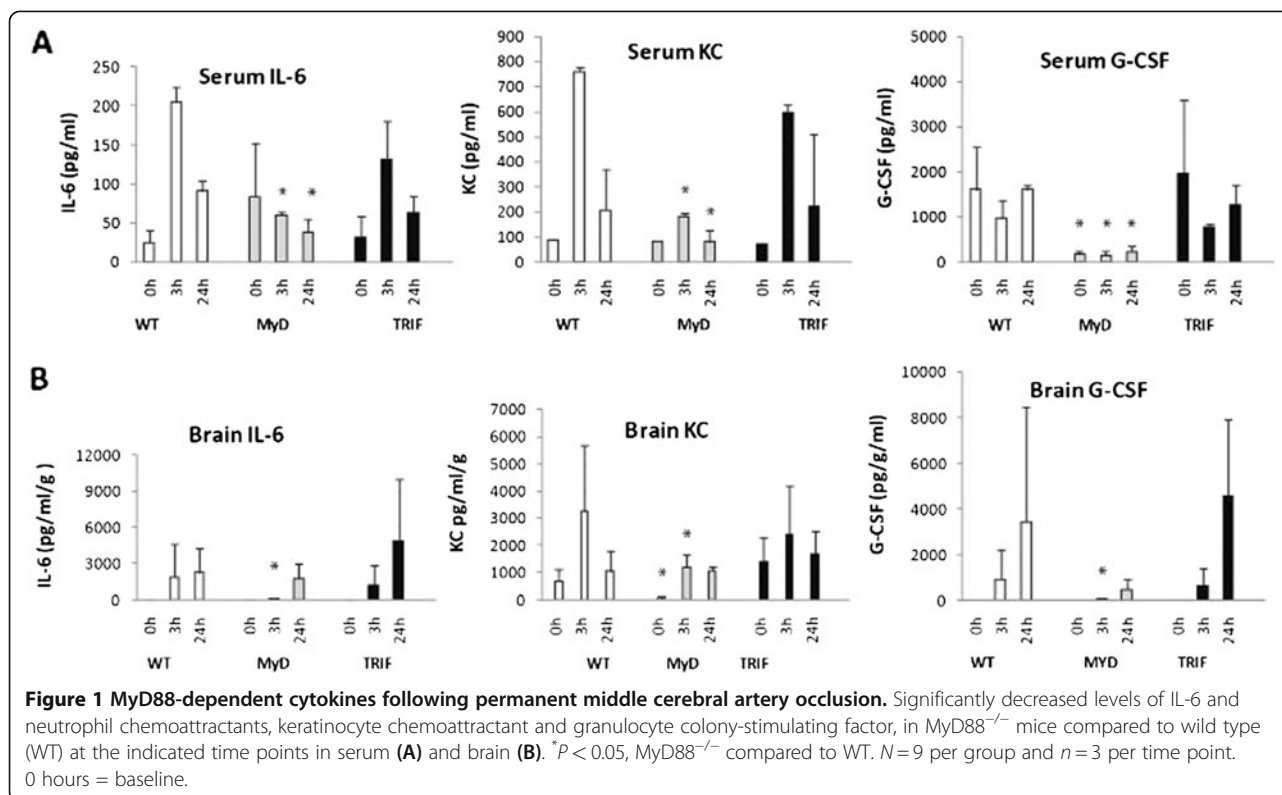 A
Serum IL-6
IL-6 (pg/ml)
250
200
150
100
50
0
0h 3h 24h 0h 3h 24h 0h 3h 24h
* *
WT MyD TRIF
Serum KC
KC (pg/ml)
900
800
700
600
500
400
300
200
100
0
0h 3h 24h 0h 3h 24h 0h 3h 24h
* *
WT MyD TRIF
Serum G-CSF
G-CSF (pg/ml)
5000
4000
3000
2000
1000
0
0h 3h 24h 0h 3h 24h 0h 3h 24h
* * *
WT MyD TRIF
B
Brain IL-6
IL-6 (pg/ml/g )
12000
9000
6000
3000
0
0h 3h 24h 0h 3h 24h 0h 3h 24h
*
WT MyD TRIF
Brain KC
KC pg/ml/g
7000
6000
5000
4000
3000
2000
1000
0
0h 3h 24h 0h 3h 24h 0h 3h 24h
* *
WT MyD TRIF
Brain G-CSF
G-CSF (pg/g/ml)
10000
8000
6000
4000
2000
0
0h 3h 24h 0h 3h 24h 0h 3h 24h
*
WT MYD TRIF
Figure 1 MyD88-dependent cytokines following permanent middle cerebral artery occlusion. Significantly decreased levels of IL-6 and
neutrophil chemoattractants, keratinocyte chemoattractant and granulocyte colony-stimulating factor, in MyD88−/− mice compared to wild type
(WT) at the indicated time points in serum (A) and brain (B). *P < 0.05, MyD88−/− compared to WT. N = 9 per group and n = 3 per time point.
0 hours = baseline.